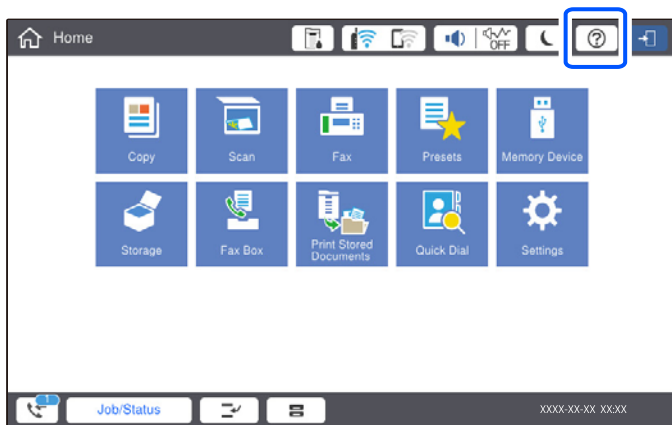 Home
OFF
?
Copy
Scan
Fax
Presets
Memory Device
Storage
Fax Box
Print Stored
Documents
Quick Dial
Settings
1
Job/Status
XXXX-XX-XX XX:XX